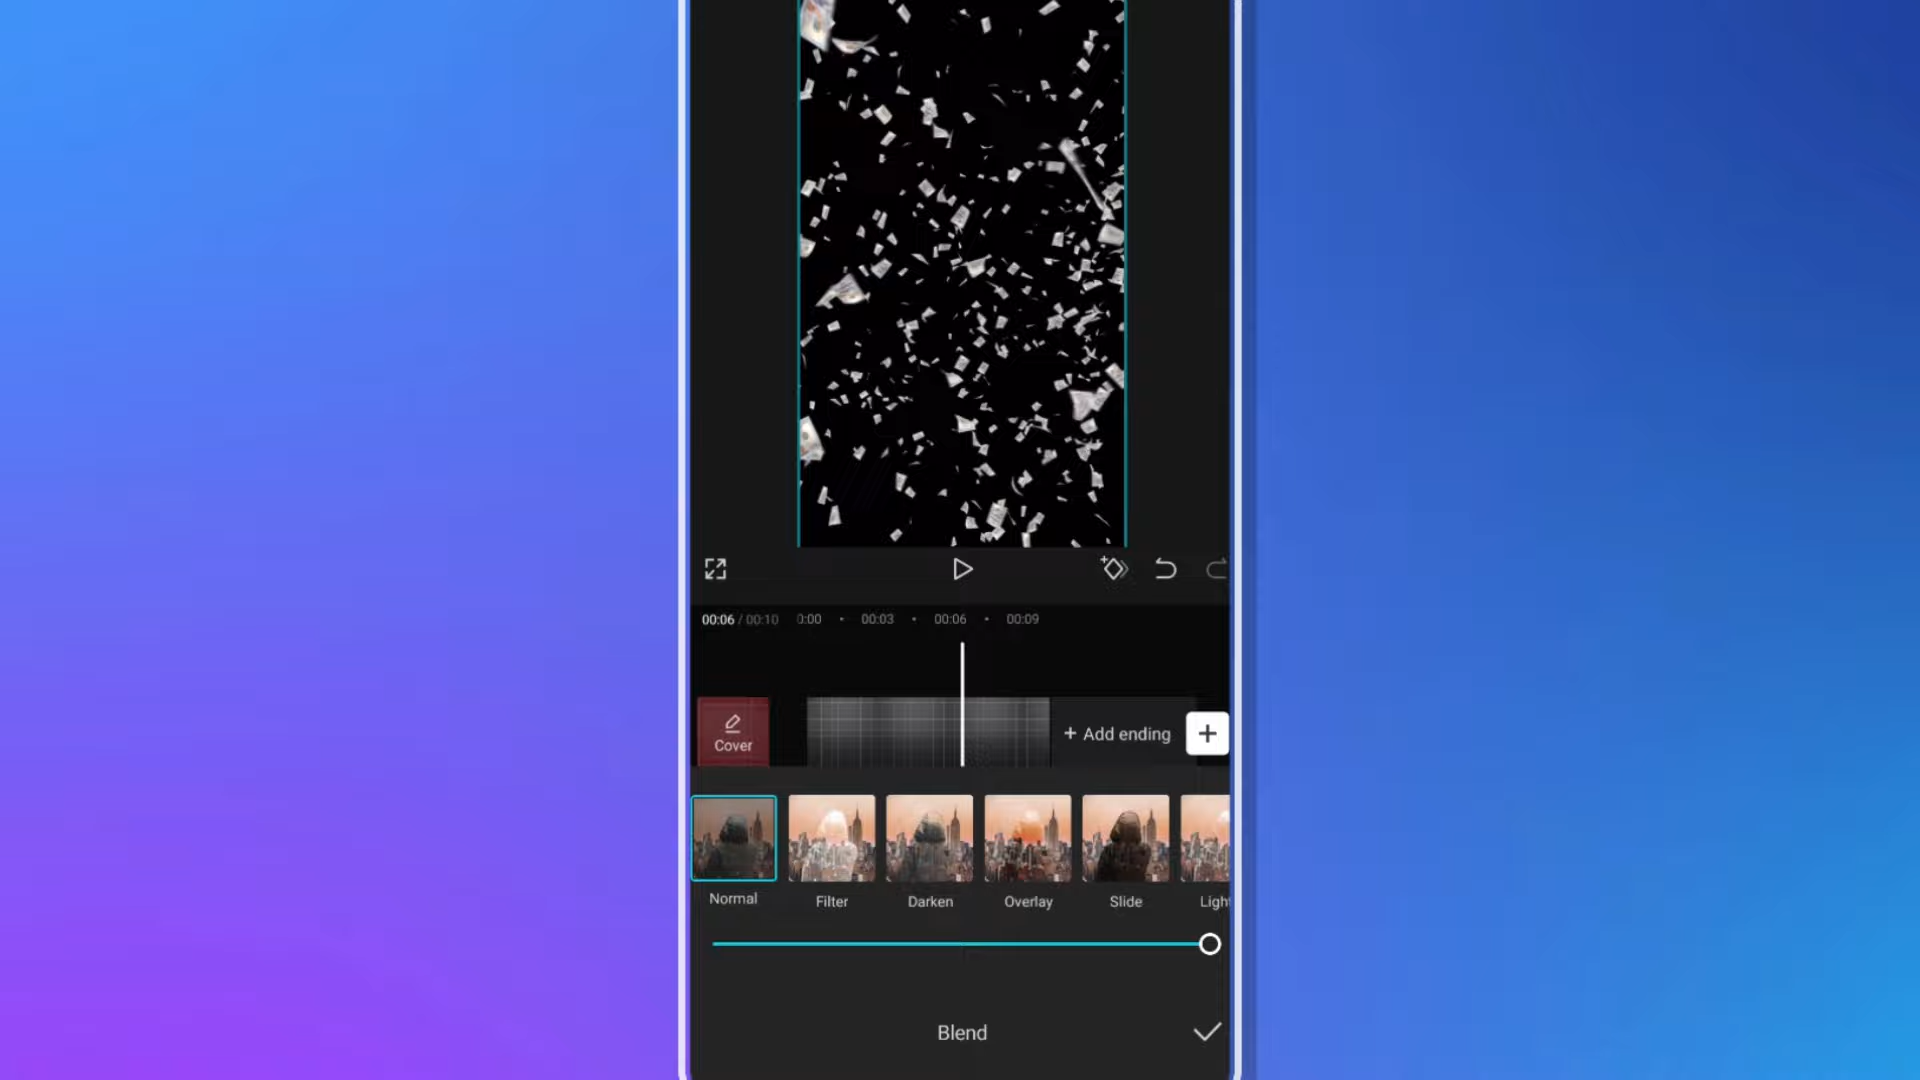 00:06 / 00:10 0:00 00:03 00:06 00:09
Cover
+ Add ending
Normal Filter Darken Overlay Slide Ligh
Blend